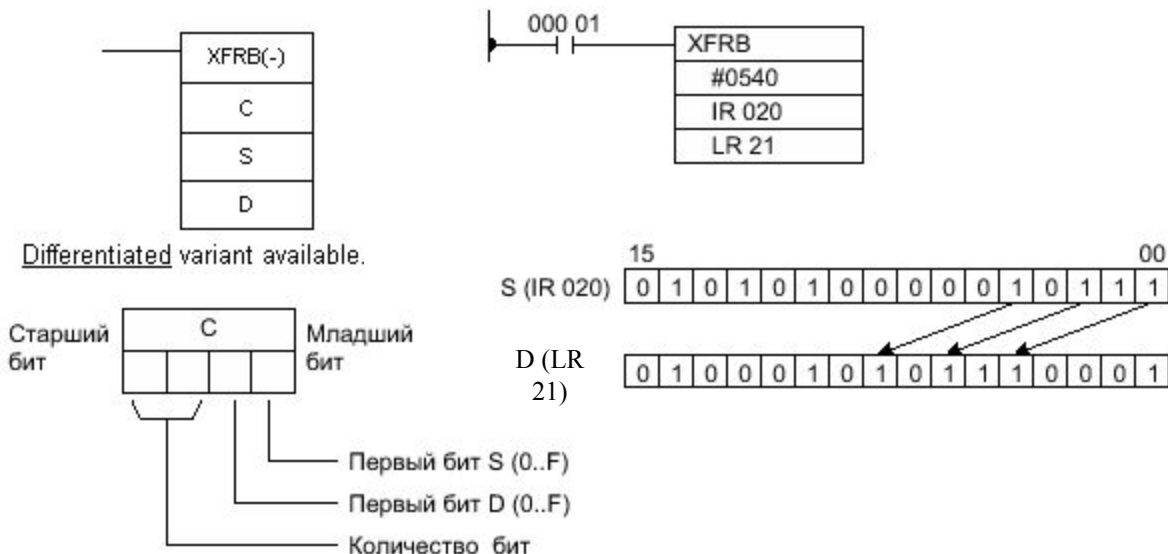 XFRB(-)
C
S
D
Differentiated variant available.
Старший бит
C
Младший бит
Первый бит S (0..F)
Первый бит D (0..F)
Количество бит
000 01
XFRB
#0540
IR 020
LR 21
15 00
S (IR 020) 0 1 0 1 0 1 0 0 0 0 0 1 0 1 1 1
D (LR 21) 0 1 0 0 0 1 0 1 0 1 1 1 0 0 0 1